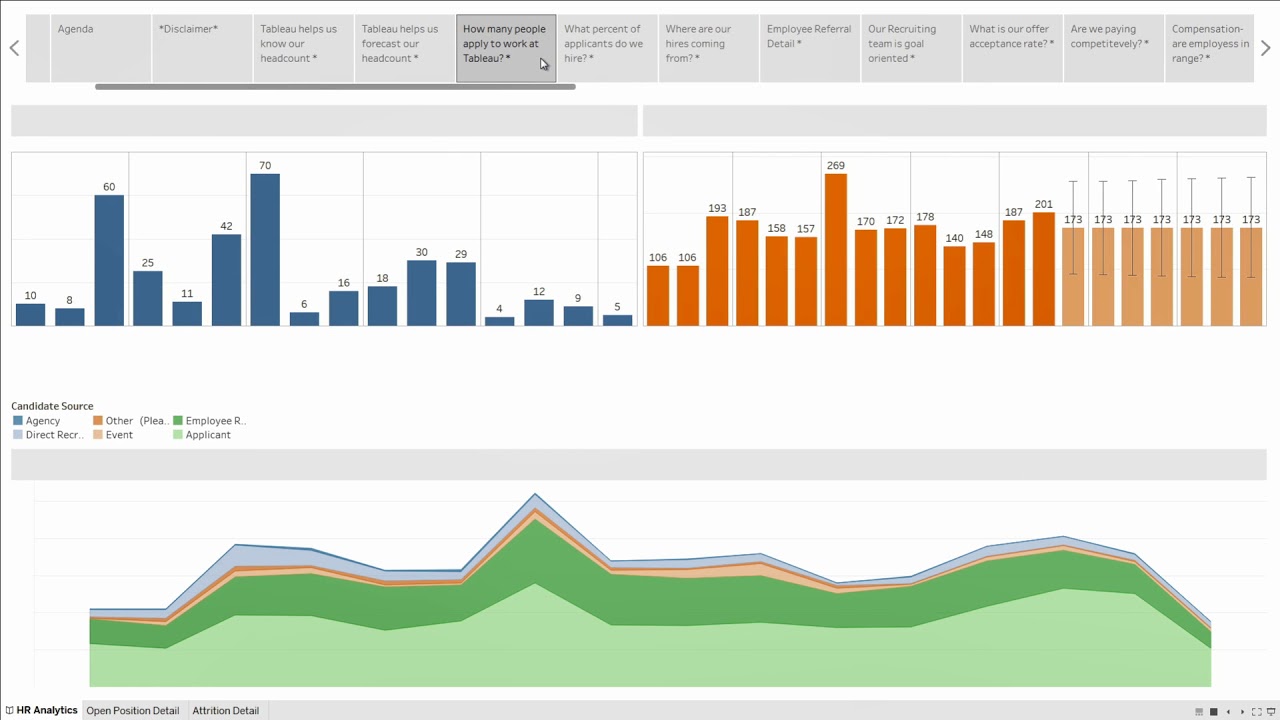 Agenda
*Disclaimer*
Tableau helps us
know our
headcount *
Tableau helps us
forecast our
headcount *
How many people
apply to work at
Tableau? *
What percent of
applicants do we
hire? *
Where are our
hires coming
from? *
Employee Referral
Detail *
Our Recruiting
team is goal
oriented *
What is our offer
acceptance rate? *
Are we paying
competitevely? *
Compensation-
are employess in
range? *
10
8
60
25
11
42
70
6
16
18
30
29
4
12
9
5
106
106
193
187
158
157
269
170
172
178
140
148
187
201
173
173
173
173
173
173
173
Candidate Source
Agency
Other (Plea..
Employee R..
Direct Recr..
Event
Applicant
HR Analytics
Open Position Detail
Attrition Detail